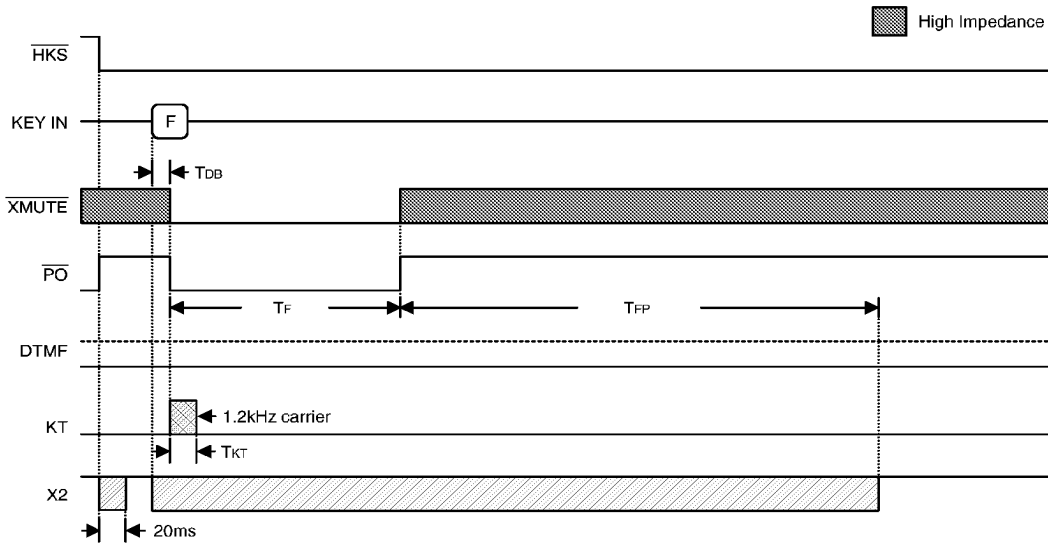 High Impedance
HKS
KEY IN
F
TDB
XMUTE
PO
TF
TFP
DTMF
1.2kHz carrier
KT
TKT
X2
20ms